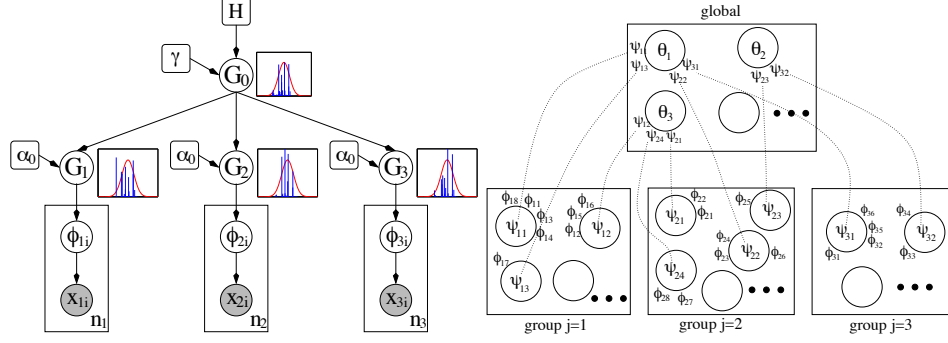 H
γ
G₀
α₀
G₁
α₀
G₂
α₀
G₃
ϕ₁ᵢ
ϕ₂ᵢ
ϕ₃ᵢ
x₁ᵢ
x₂ᵢ
x₃ᵢ
n₁
n₂
n₃
global
ψ₁₁ θ₁ ψ₃₁
ψ₁₃ ψ₂₂
θ₂ ψ₃₂
ψ₂₃
ψ₁₂ θ₃
ψ₂₄ ψ₂₁
ϕ₁₈ ϕ₁₁
ψ₁₁ ϕ₁₃
ϕ₁₄
ϕ₁₆
ϕ₁₅
ϕ₁₂ ψ₁₂
ϕ₁₇
ψ₁₃
group j=1
ϕ₂₂
ψ₂₁ ϕ₂₁
ϕ₂₅ ψ₂₃
ϕ₂₄
ϕ₂₃ ψ₂₂ ϕ₂₆
ψ₂₄
ϕ₂₈ ϕ₂₇
group j=2
ϕ₃₆
ψ₃₁ ϕ₃₅
ϕ₃₂
ϕ₃₁
ϕ₃₄
ψ₃₂
ϕ₃₃
group j=3